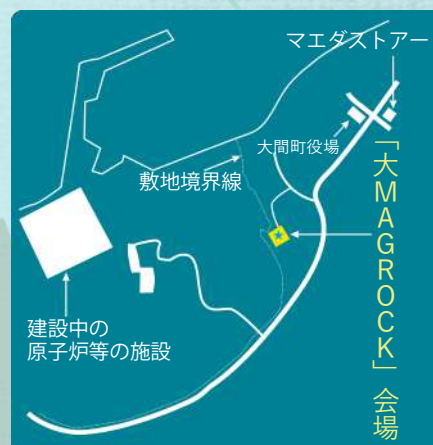 マエダストアー
大間町役場
敷地境界線
「大MAGROCK」会場
建設中の
原子炉等の施設